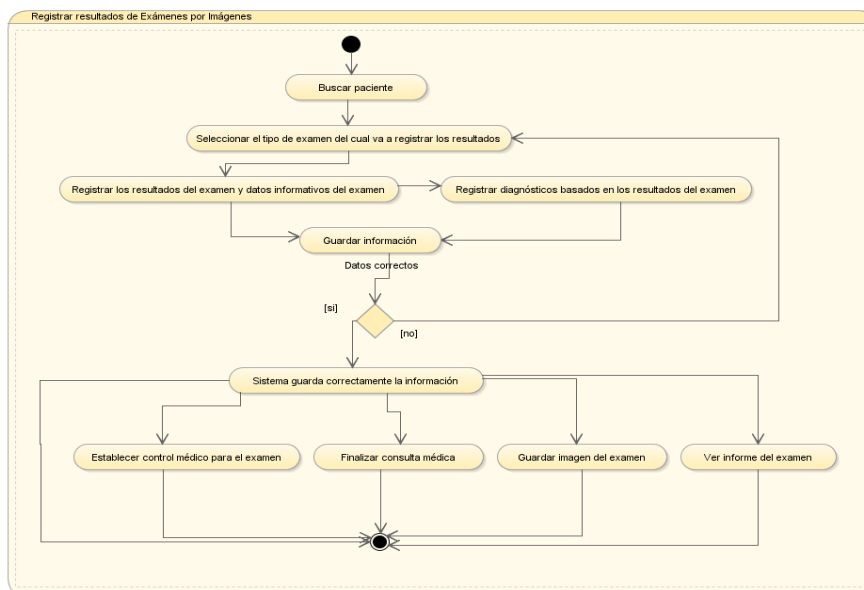 Registrar resultados de Exámenes por Imágenes
Buscar paciente
Seleccionar el tipo de examen del cual va a registrar los resultados
Registrar los resultados del examen y datos informativos del examen
Registrar diagnósticos basados en los resultados del examen
Guardar información
Datos correctos
[si]
[no]
Sistema guarda correctamente la información
Establecer control médico para el examen
Finalizar consulta médica
Guardar imagen del examen
Ver informe del examen